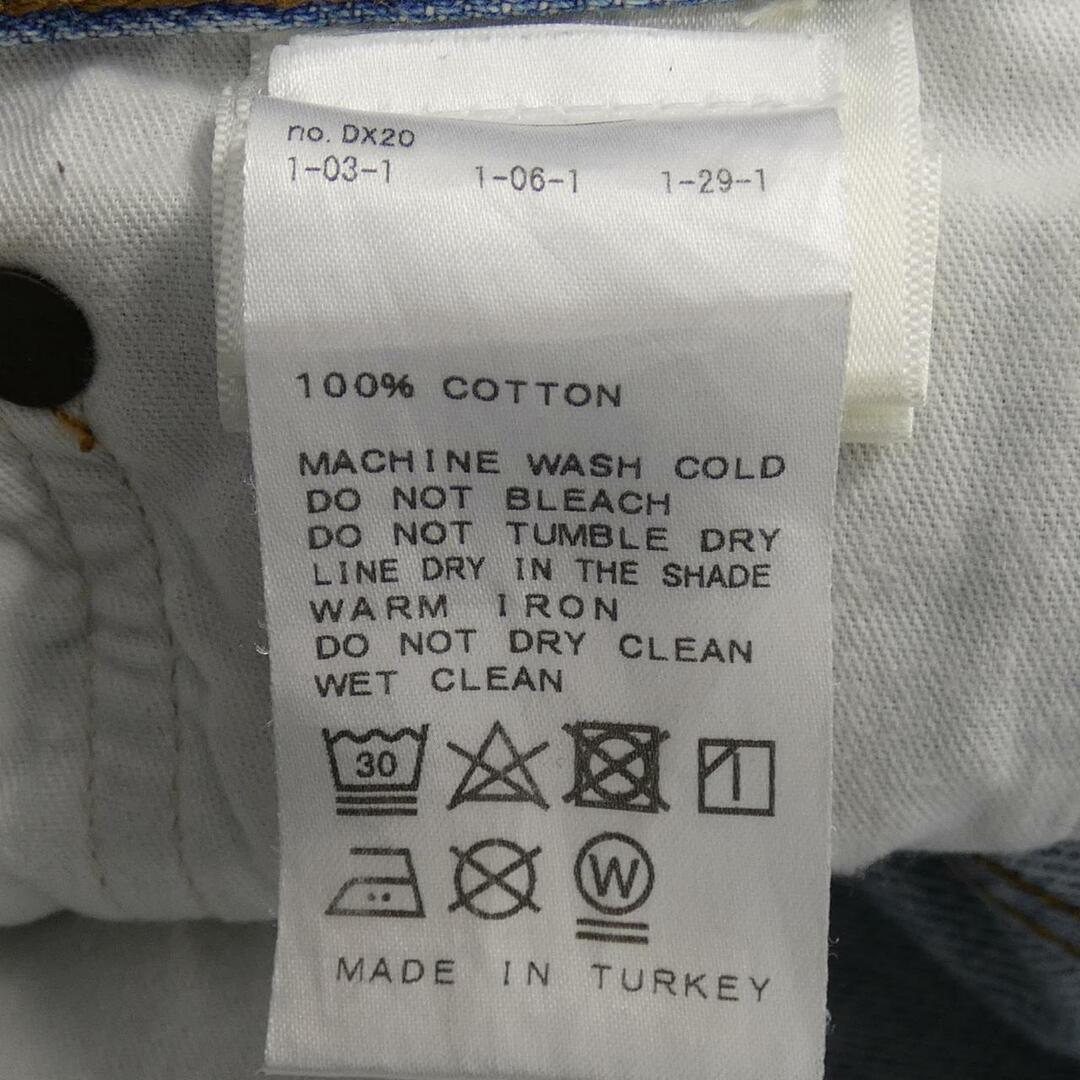 no. DX20
1-03-1 1-06-1 1-29-1
100% COTTON
MACHINE WASH COLD
DO NOT BLEACH
DO NOT TUMBLE DRY
LINE DRY IN THE SHADE
WARM IRON
DO NOT DRY CLEAN
WET CLEAN
30
W
MADE IN TURKEY